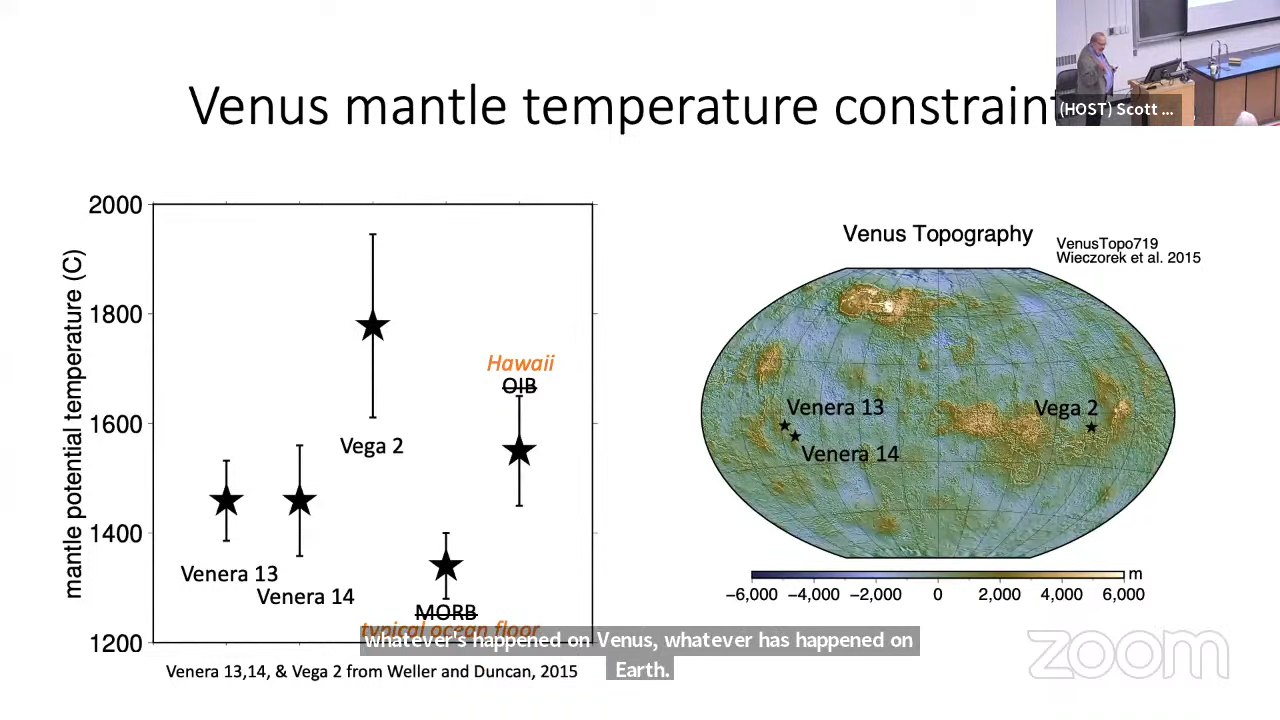 Venus mantle temperature constraint
(HOST) Scott ...
2000
1800
1600
1400
1200
mantle potential temperature (C)
Hawaii
OIB
Vega 2
Venera 13
Venera 14
MORB
typical ocean floor
Venera 13,14, & Vega 2 from Weller and Duncan, 2015
Venus Topography
VenusTopo719
Wieczorek et al. 2015
Venera 13
Vega 2
Venera 14
m
−6,000 −4,000 −2,000 0 2,000 4,000 6,000
whatever's happened on Venus, whatever has happened on
Earth.
zoom